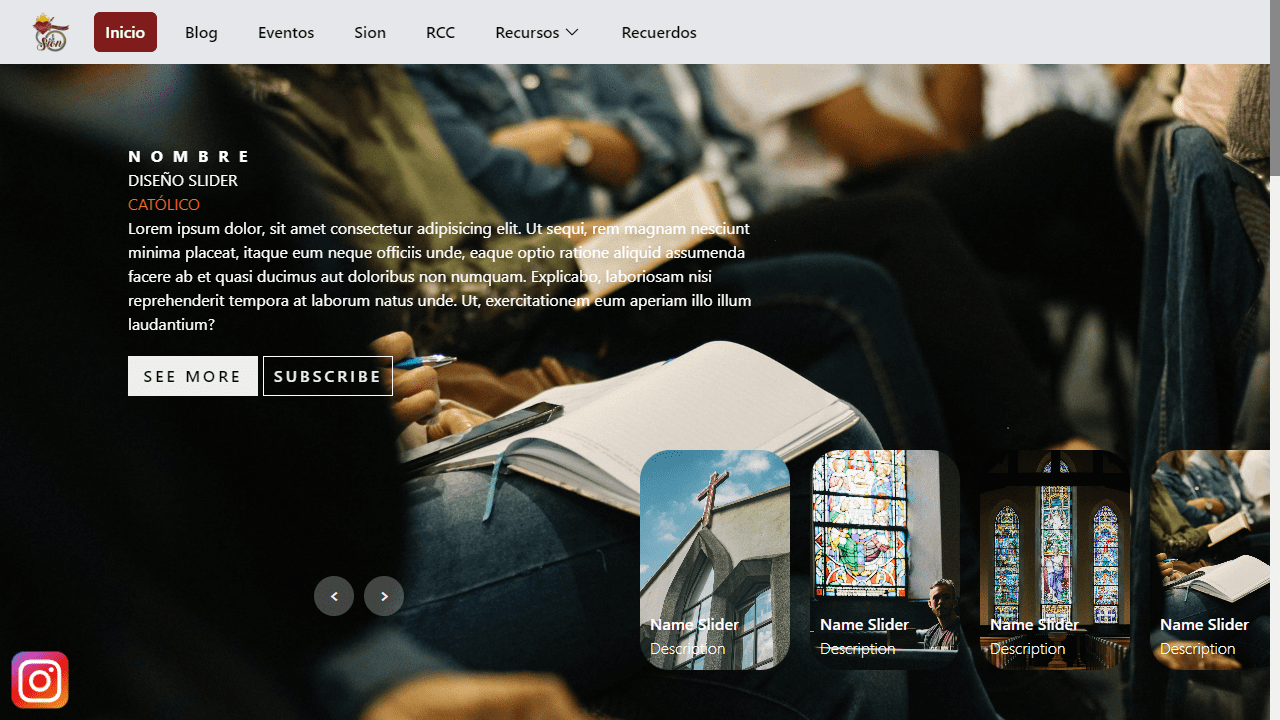 Sion
Inicio
Blog
Eventos
Sion
RCC
Recursos
Recuerdos
NOMBRE
DISEÑO SLIDER
CATÓLICO
Lorem ipsum dolor, sit amet consectetur adipisicing elit. Ut sequi, rem magnam nesciunt
minima placeat, itaque eum neque officiis unde, eaque optio ratione aliquid assumenda
facere ab et quasi ducimus aut doloribus non numquam. Explicabo, laboriosam nisi
reprehenderit tempora at laborum natus unde. Ut, exercitationem eum aperiam illo illum
laudantium?
SEE MORE
SUBSCRIBE
<
>
Name Slider
Description
Name Slider
Description
Name Slider
Description
Name Slider
Description